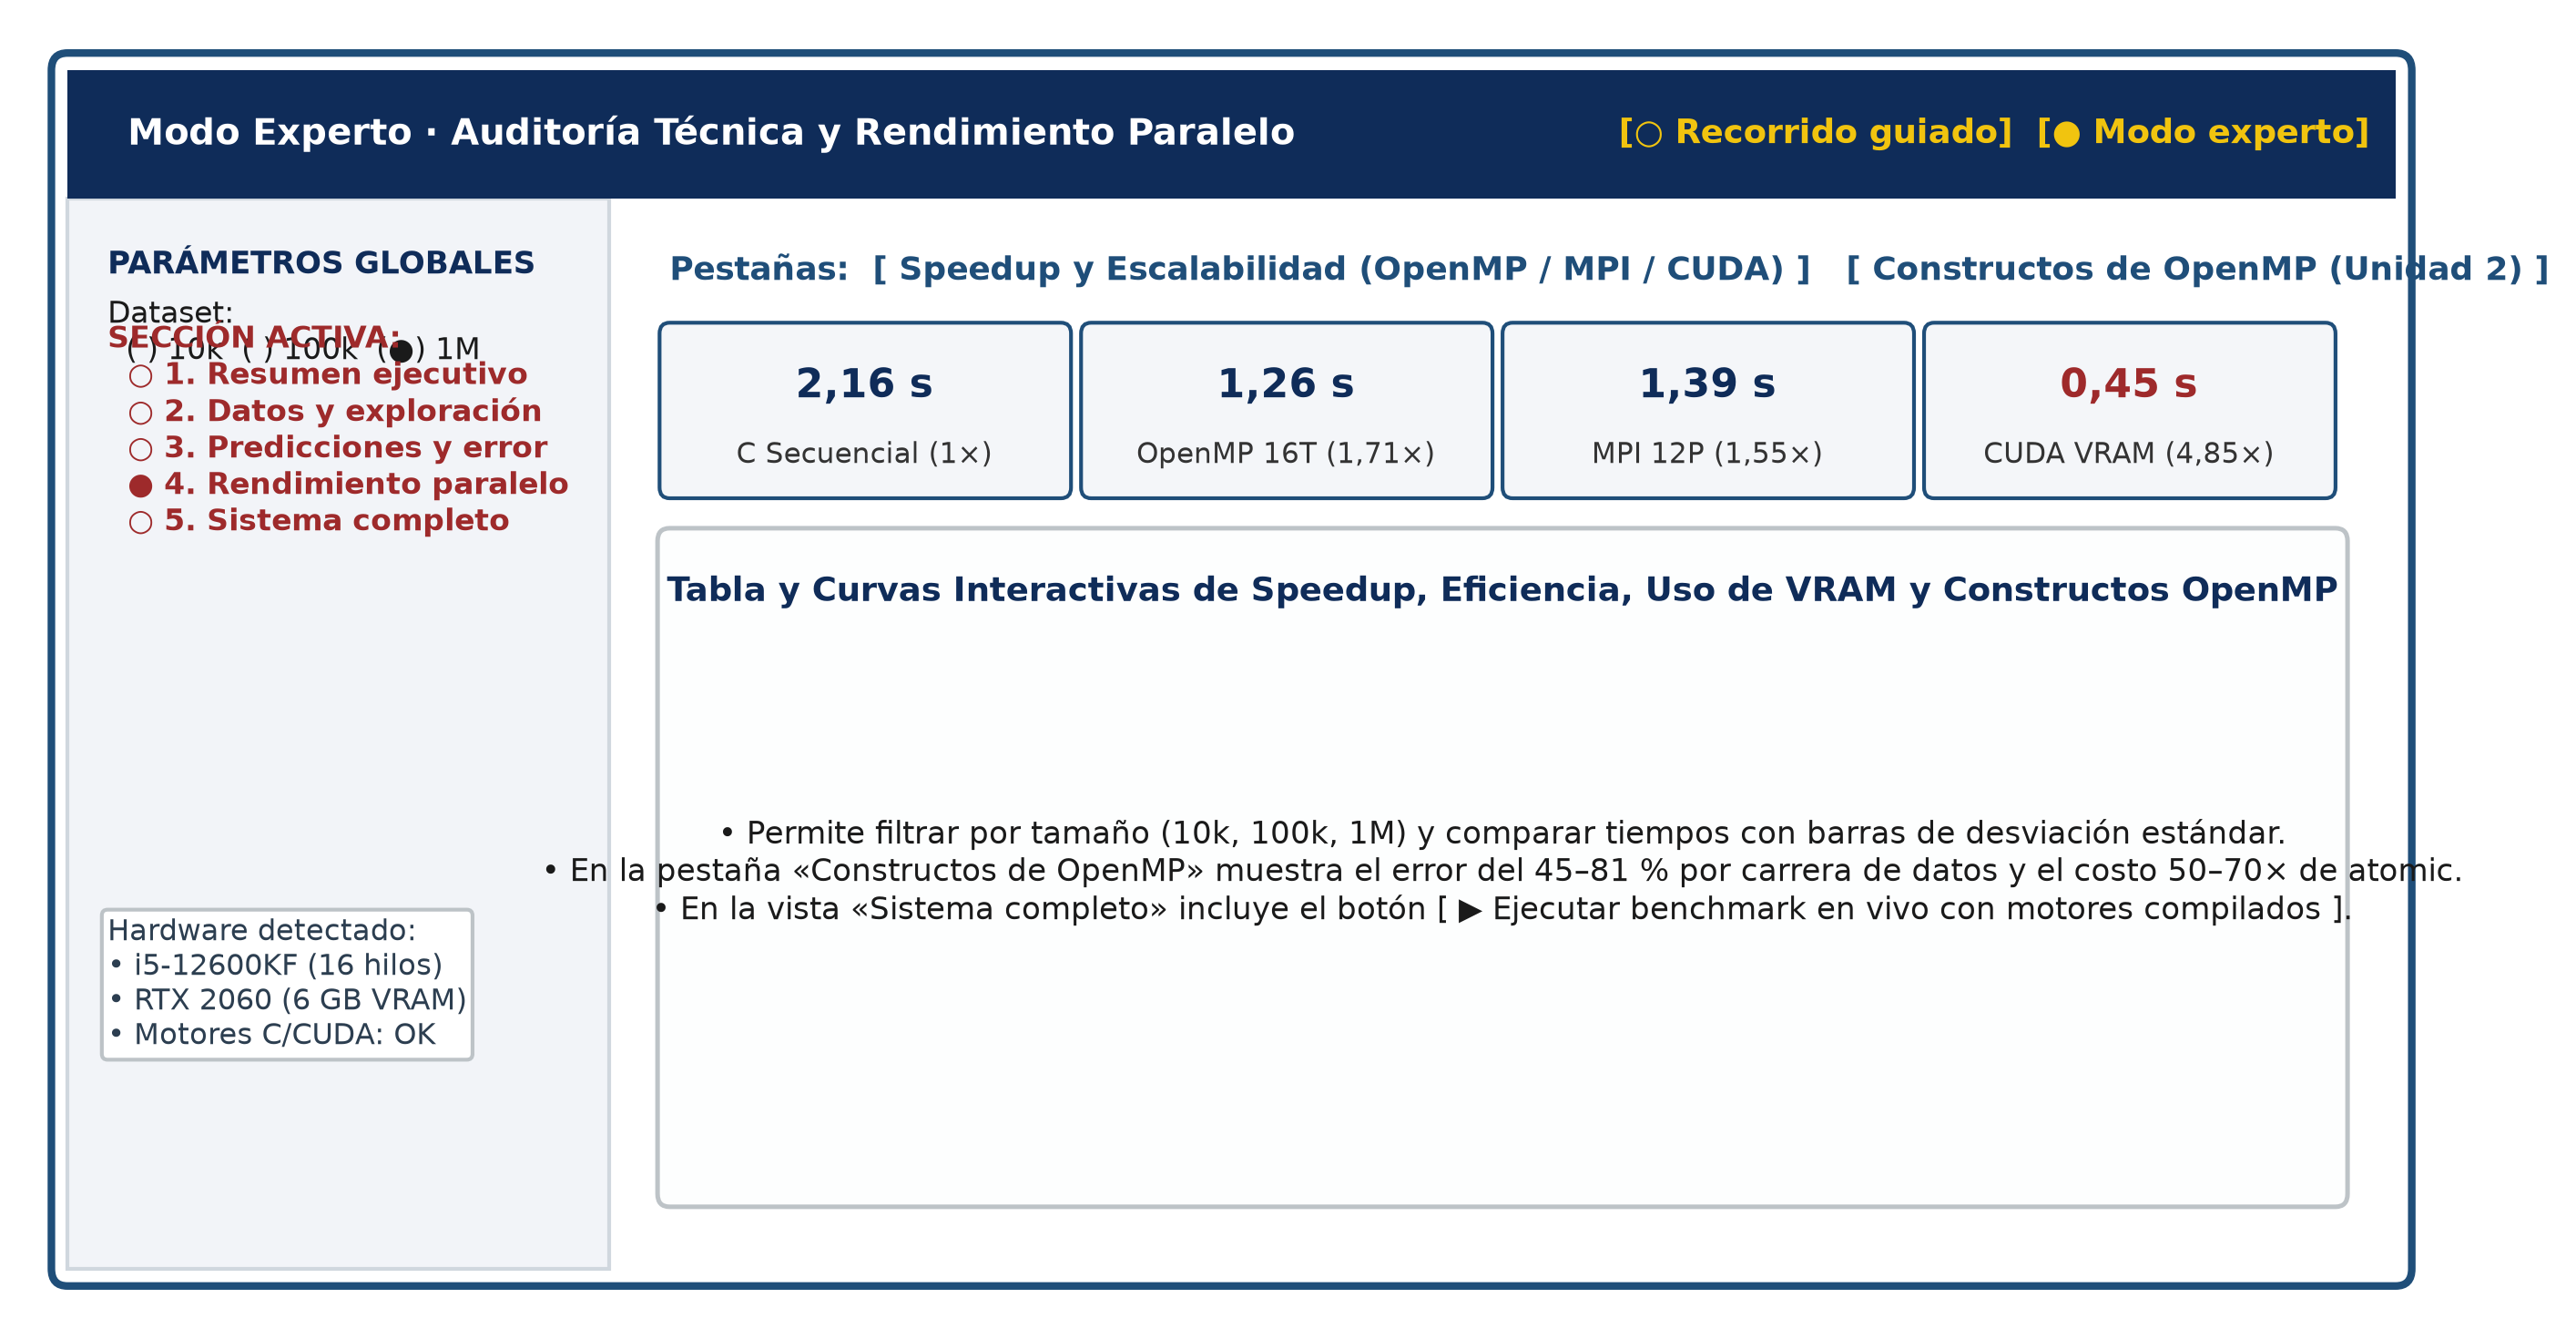 Modo Experto · Auditoría Técnica y Rendimiento Paralelo
[○ Recorrido guiado]  [● Modo experto]
PARÁMETROS GLOBALES
Dataset:
( ) 10k  ( ) 100k  (●) 1M
SECCIÓN ACTIVA:
○ 1. Resumen ejecutivo
○ 2. Datos y exploración
○ 3. Predicciones y error
● 4. Rendimiento paralelo
○ 5. Sistema completo
Hardware detectado:
• i5-12600KF (16 hilos)
• RTX 2060 (6 GB VRAM)
• Motores C/CUDA: OK
Pestañas:  [ Speedup y Escalabilidad (OpenMP / MPI / CUDA) ]   [ Constructos de OpenMP (Unidad 2) ]
2,16 s
C Secuencial (1×)
1,26 s
OpenMP 16T (1,71×)
1,39 s
MPI 12P (1,55×)
0,45 s
CUDA VRAM (4,85×)
Tabla y Curvas Interactivas de Speedup, Eficiencia, Uso de VRAM y Constructos OpenMP
• Permite filtrar por tamaño (10k, 100k, 1M) y comparar tiempos con barras de desviación estándar.
• En la pestaña «Constructos de OpenMP» muestra el error del 45–81 % por carrera de datos y el costo 50–70× de atomic.
• En la vista «Sistema completo» incluye el botón [ ▶ Ejecutar benchmark en vivo con motores compilados ].